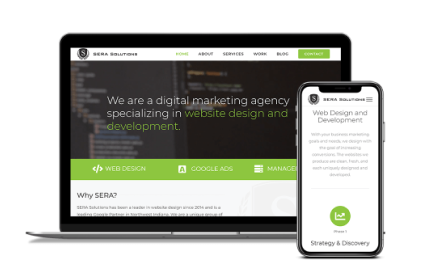 SERA SOLUTIONS
HOME ABOUT SERVICES WORK BLOG CONTACT
We are a digital marketing agency
specializing in website design and
development.
WEB DESIGN GOOGLE ADS MANAGE
Why SERA?
SERA Solutions has been a leader in website design since 2014 and is a
leading Google Partner in Northwest Indiana. We are a unique group of
SERA SOLUTIONS
Web Design and
Development
With your business marketing
goals and needs, we design with
the goal of increasing
conversions. The websites we
produce are clean, fresh, and
each uniquely designed and
developed.
Phase 1
Strategy & Discovery